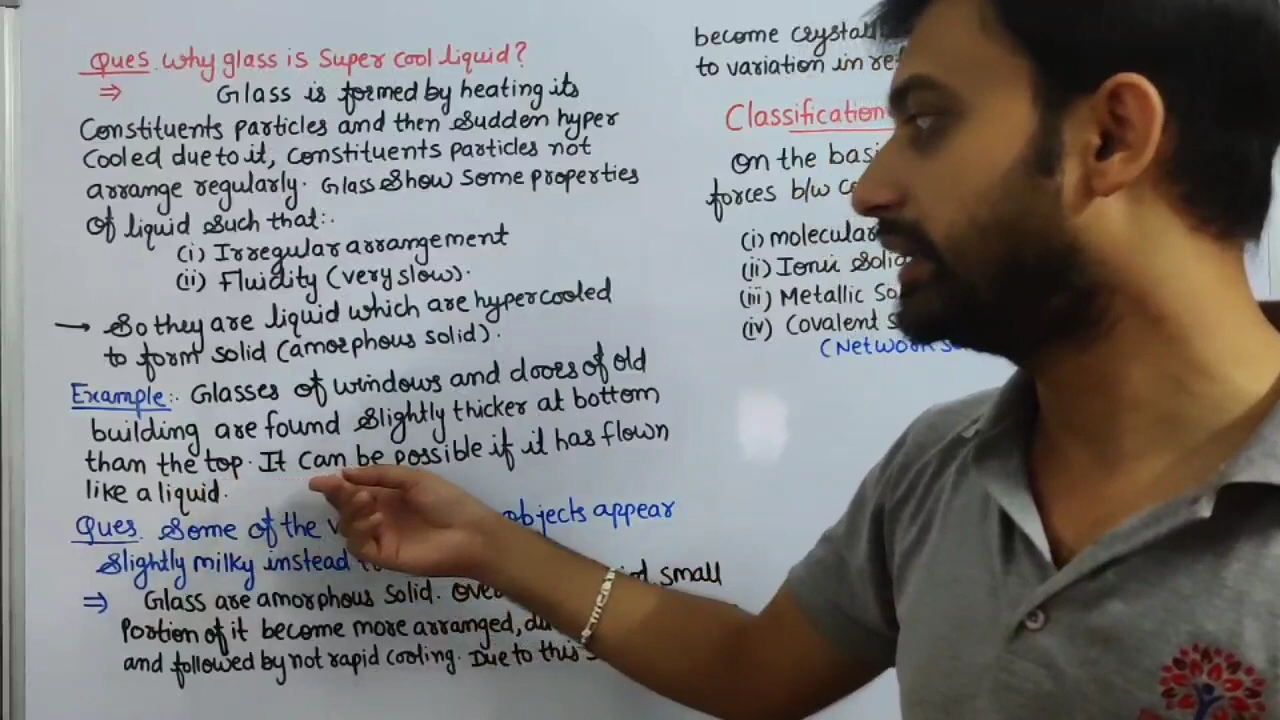 Ques. Why glass is Super Cool liquid?
⇒ Glass is formed by heating its
Constituents particles and then Sudden hyper
Cooled due to it, constituents particles not
arrange regularly. Glass Show Some properties
of liquid Such that:.
(i) Irregular arrangement
(ii) Fluidity (very slow).
→ So they are liquid which are hypercooled
to form solid (amorphous solid).
Example:. Glasses of windows and doors of old
building are found Slightly thicker at bottom
than the top. It can be possible if it has flown
like a liquid.
Ques. Some of the objects appear
Slightly milky instead
⇒ Glass are amorphous solid. small
Portion of it become more arranged,
and followed by not rapid cooling. Due to this
become
to variation in
Classification
on the
forces b/w
(i) molecular
(ii) Ionic
(iii) Metallic
(iv) Covalent
(Network